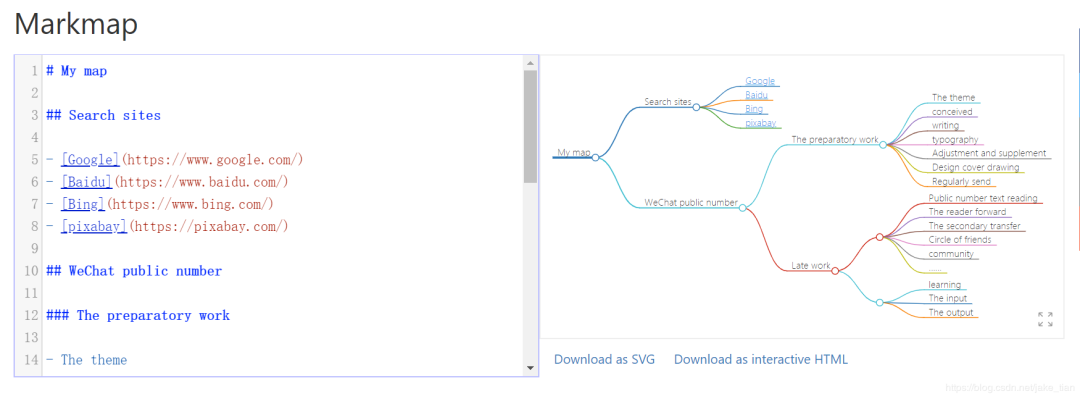 Markmap
1 # My map
2
3 ## Search sites
4
5 - [Google](https://www.google.com/)
6 - [Baidu](https://www.baidu.com/)
7 - [Bing](https://www.bing.com/)
8 - [pixabay](https://pixabay.com/)
9
10 ## WeChat public number
11
12 ### The preparatory work
13
14 - The theme
My map
Search sites
Google
Baidu
Bing
pixabay
WeChat public number
The preparatory work
The theme
conceived
writing
typography
Adjustment and supplement
Design cover drawing
Regularly send
Late work
Public number text reading
The reader forward
The secondary transfer
Circle of friends
community
......
learning
The input
The output
Download as SVG
Download as interactive HTML
https://blog.csdn.net/jake_tian